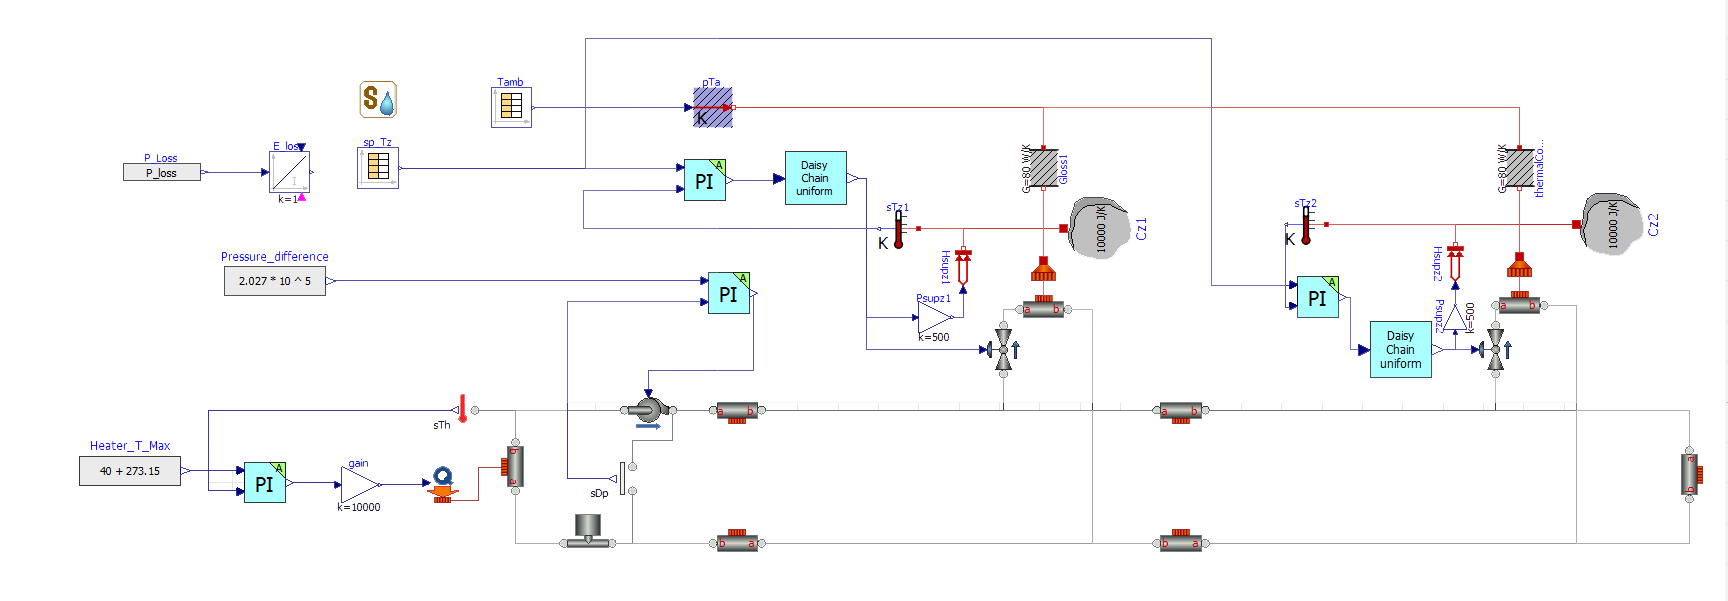 Tamb
pTa
K
S
P_Loss
P_loss
E_los
I
k=1
sp_Tz
A
PI
Daisy
Chain
uniform
G=80 W/K
Gloss1
G=80 W/K
thermalCo...
sTz1
K
10000 J/K
Cz1
sTz2
K
10000 J/K
Cz2
Pressure_difference
2.027 * 10 ^ 5
A
PI
Hsupz1
Psupz1
k=500
a b
A
PI
Hsupz2
Psupz2
k=500
a b
Daisy
Chain
uniform
sTh
a b
a b
Heater_T_Max
40 + 273.15
A
PI
gain
k=10000
Q
b
a
sDp
a
b
b a
b a